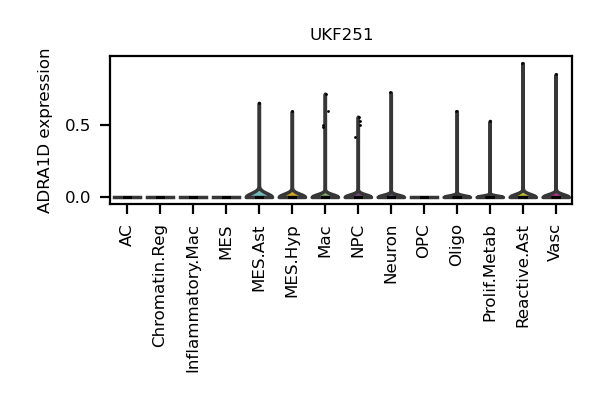 UKF251
ADRA1D expression
0.5
0.0
AC
Chromatin.Reg
Inflammatory.Mac
MES
MES.Ast
MES.Hyp
Mac
NPC
Neuron
OPC
Oligo
Prolif.Metab
Reactive.Ast
Vasc